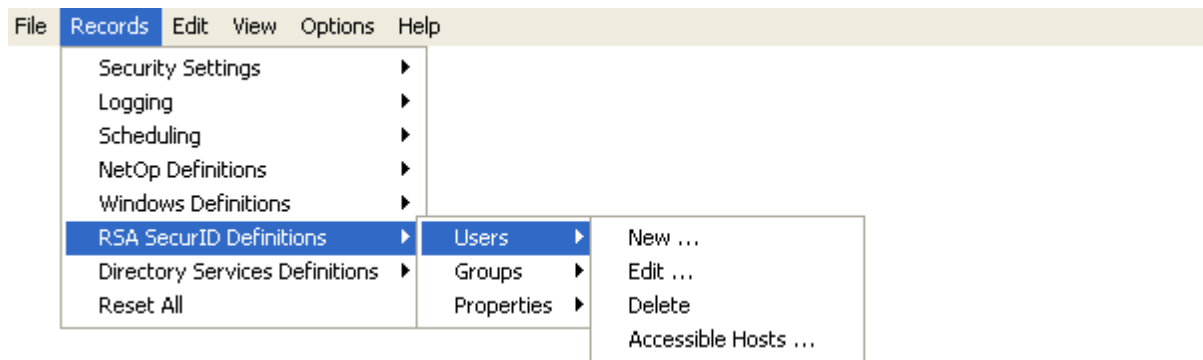 File Records Edit View Options Help
Security Settings
Logging
Scheduling
NetOp Definitions
Windows Definitions
RSA SecurID Definitions
Directory Services Definitions
Reset All
Users
Groups
Properties
New ...
Edit ...
Delete
Accessible Hosts ...